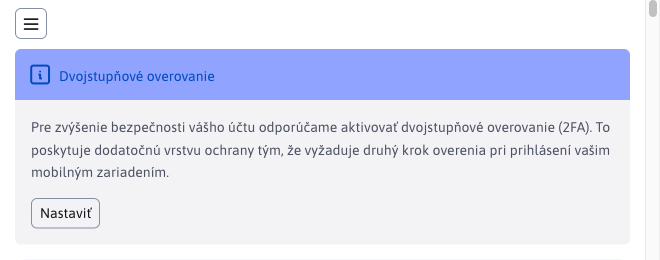 Dvojstupňové overovanie
Pre zvýšenie bezpečnosti vášho účtu odporúčame aktivovať dvojstupňové overovanie (2FA). To
poskytuje dodatočnú vrstvu ochrany tým, že vyžaduje druhý krok overenia pri prihlásení vašim
mobilným zariadením.
Nastaviť